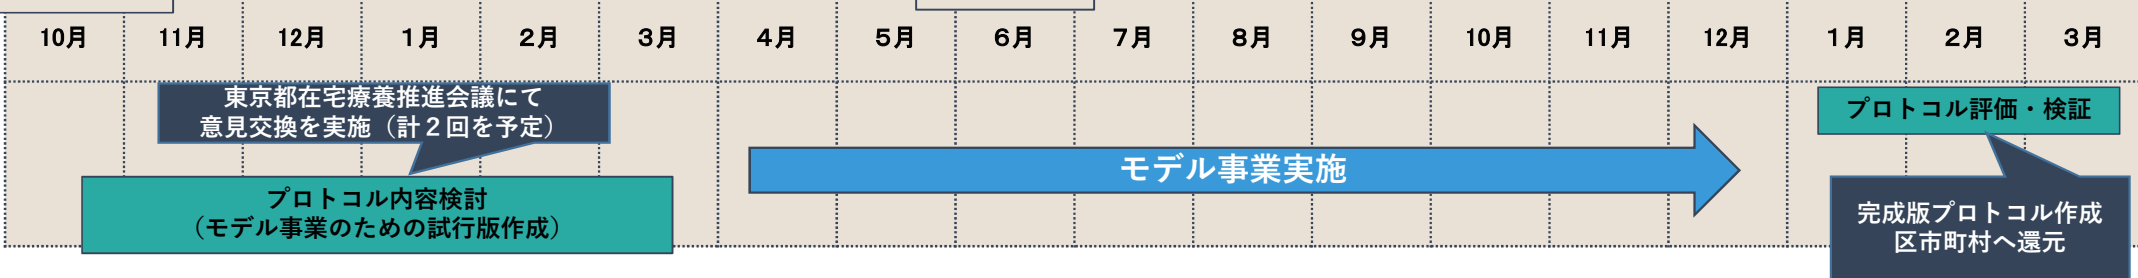 10月 11月 12月 １月 ２月 ３月 ４月 ５月 ６月 ７月 ８月 ９月 10月 11月 12月 １月 ２月 ３月
東京都在宅療養推進会議にて
意見交換を実施（計２回を予定）
プロトコル内容検討
（モデル事業のための試行版作成）
モデル事業実施
プロトコル評価・検証
完成版プロトコル作成
区市町村へ還元